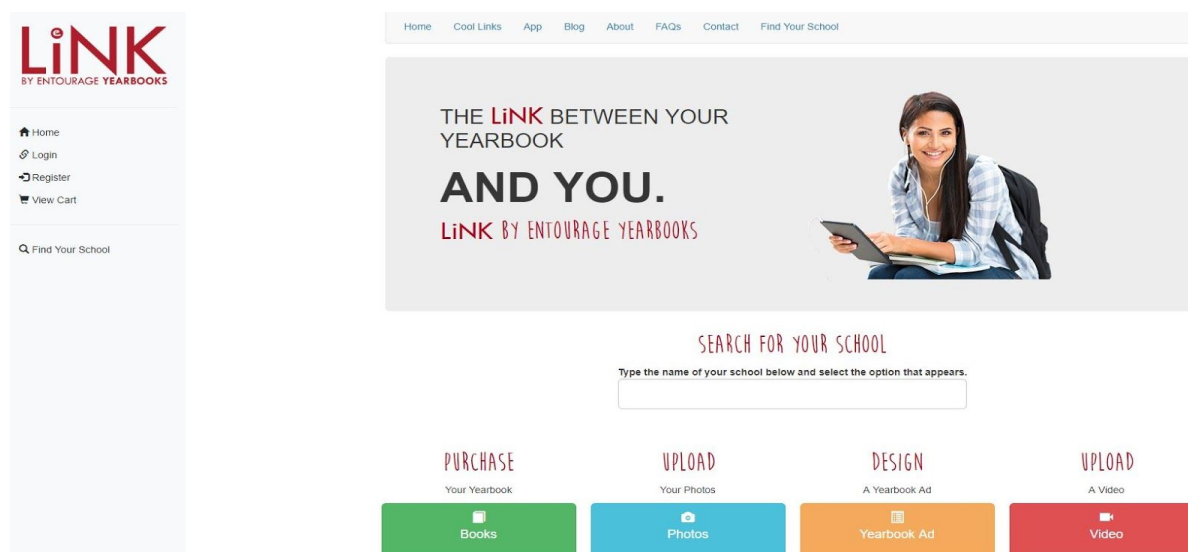 LiNK
BY ENTOURAGE YEARBOOKS
Home
Login
Register
View Cart
Find Your School
Home Cool Links App Blog About FAQs Contact Find Your School
THE LiNK BETWEEN YOUR
YEARBOOK
AND YOU.
LiNK BY ENTOURAGE YEARBOOKS
SEARCH FOR YOUR SCHOOL
Type the name of your school below and select the option that appears.
PURCHASE
Your Yearbook
Books
UPLOAD
Your Photos
Photos
DESIGN
A Yearbook Ad
Yearbook Ad
UPLOAD
A Video
Video